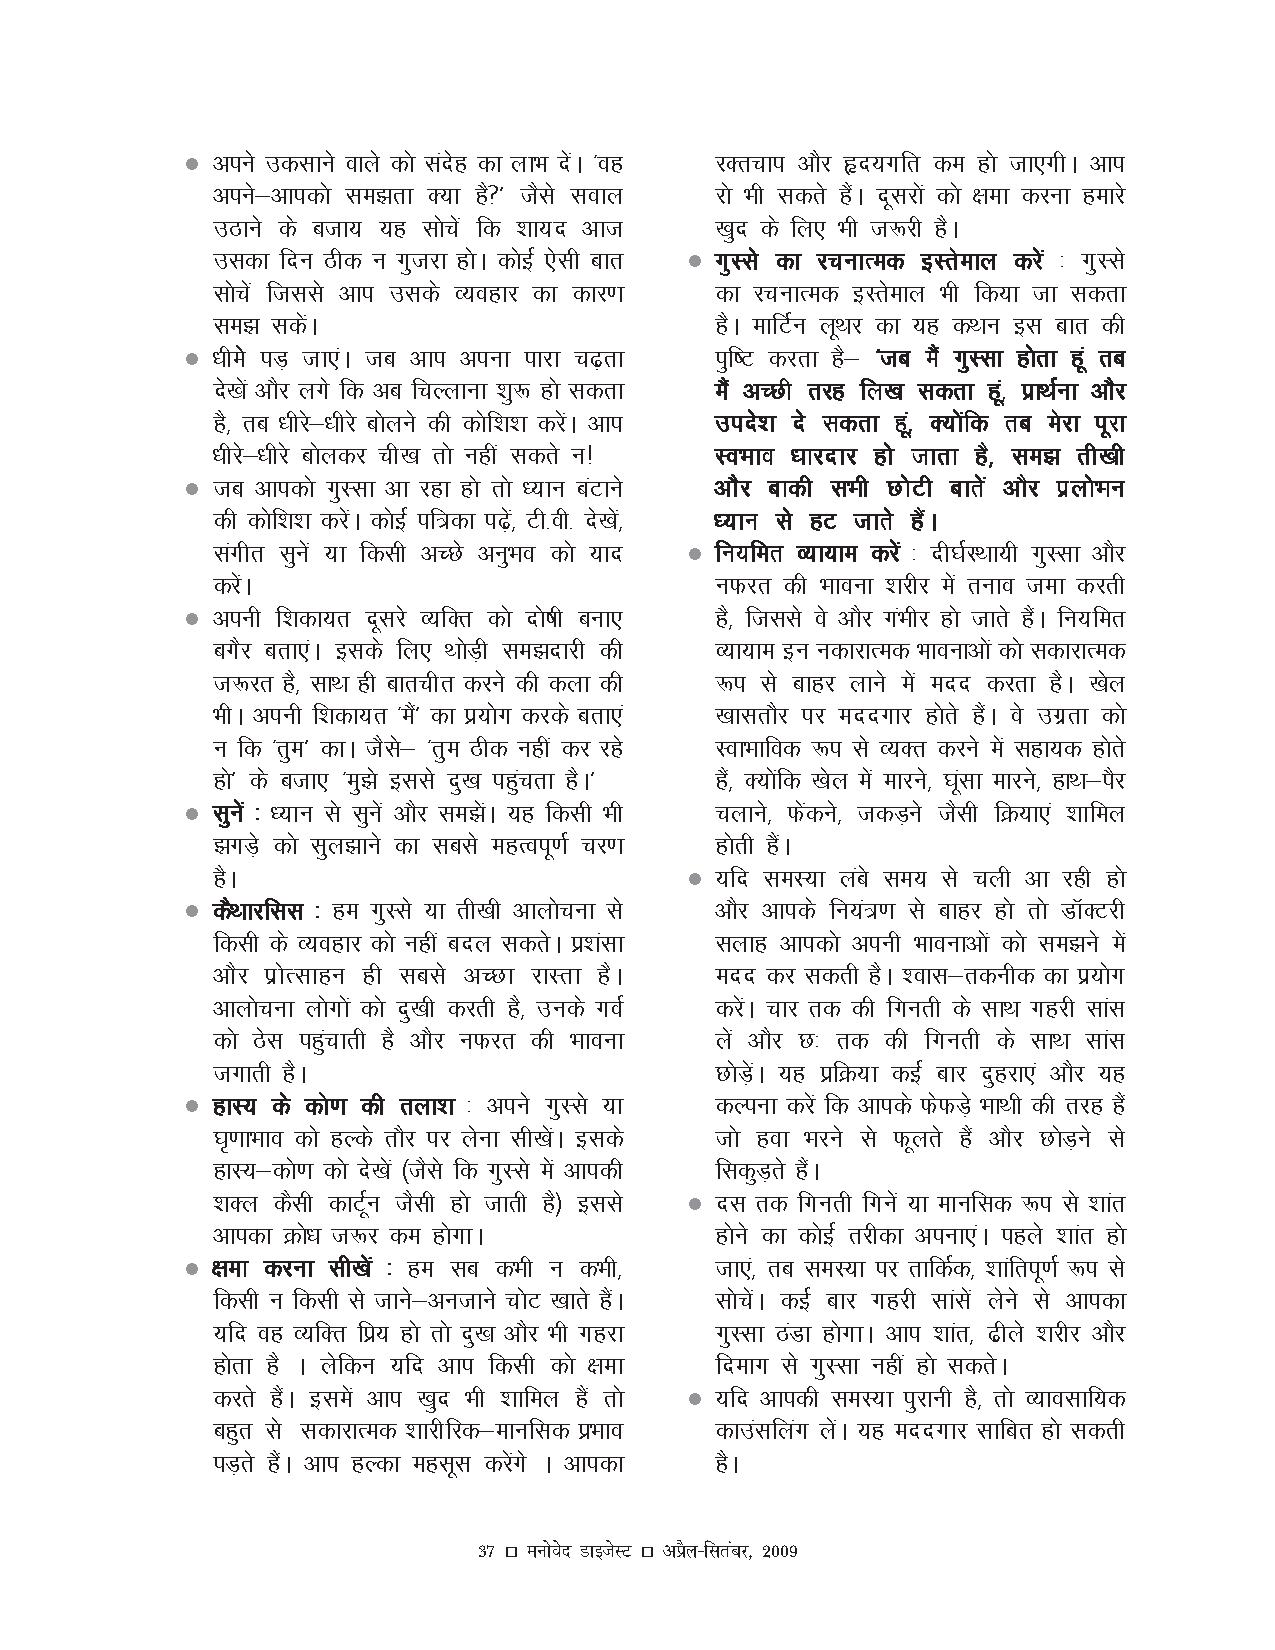 ● अपने उकसाने वाले को संदेह का लाभ दें। 'वह
अपने–आपको समझता क्या है?' जैसे सवाल
उठाने के बजाय यह सोचें कि शायद आज
उसका दिन ठीक न गुजरा हो। कोई ऐसी बात
सोचें जिससे आप उसके व्यवहार का कारण
समझ सकें।
● धीमे पड़ जाएं। जब आप अपना पारा चढ़ता
देखें और लगे कि अब चिल्लाना शुरू हो सकता
है, तब धीरे–धीरे बोलने की कोशिश करें। आप
धीरे–धीरे बोलकर चीख तो नहीं सकते न!
● जब आपको गुस्सा आ रहा हो तो ध्यान बंटाने
की कोशिश करें। कोई पत्रिका पढ़ें, टी.वी. देखें,
संगीत सुनें या किसी अच्छे अनुभव को याद
करें।
● अपनी शिकायत दूसरे व्यक्ति को दोषी बनाए
बगैर बताएं। इसके लिए थोड़ी समझदारी की
जरूरत है, साथ ही बातचीत करने की कला की
भी। अपनी शिकायत 'मैं' का प्रयोग करके बताएं
न कि 'तुम' का। जैसे– 'तुम ठीक नहीं कर रहे
हो' के बजाए 'मुझे इससे दुख पहुंचता है।'
● सुनें : ध्यान से सुनें और समझें। यह किसी भी
झगड़े को सुलझाने का सबसे महत्वपूर्ण चरण
है।
● कैथारसिस : हम गुस्से या तीखी आलोचना से
किसी के व्यवहार को नहीं बदल सकते। प्रशंसा
और प्रोत्साहन ही सबसे अच्छा रास्ता है।
आलोचना लोगों को दुखी करती है, उनके गर्व
को ठेस पहुंचाती है और नफरत की भावना
जगाती है।
● हास्य के कोण की तलाश : अपने गुस्से या
घृणाभाव को हल्के तौर पर लेना सीखें। इसके
हास्य–कोण को देखें (जैसे कि गुस्से में आपकी
शक्ल कैसी कार्टून जैसी हो जाती है) इससे
आपका क्रोध जरूर कम होगा।
● क्षमा करना सीखें : हम सब कभी न कभी,
किसी न किसी से जाने–अनजाने चोट खाते हैं।
यदि वह व्यक्ति प्रिय हो तो दुख और भी गहरा
होता है । लेकिन यदि आप किसी को क्षमा
करते हैं। इसमें आप खुद भी शामिल हैं तो
बहुत से सकारात्मक शारीरिक–मानसिक प्रभाव
पड़ते हैं। आप हल्का महसूस करेंगे । आपका
रक्तचाप और हृदयगति कम हो जाएगी। आप
रो भी सकते हैं। दूसरों को क्षमा करना हमारे
खुद के लिए भी जरूरी है।
● गुस्से का रचनात्मक इस्तेमाल करें : गुस्से
का रचनात्मक इस्तेमाल भी किया जा सकता
है। मार्टिन लूथर का यह कथन इस बात की
पुष्टि करता है– 'जब मैं गुस्सा होता हूं तब
मैं अच्छी तरह लिख सकता हूं, प्रार्थना और
उपदेश दे सकता हूं, क्योंकि तब मेरा पूरा
स्वभाव धारदार हो जाता है, समझ तीखी
और बाकी सभी छोटी बातें और प्रलोभन
ध्यान से हट जाते हैं।
● नियमित व्यायाम करें : दीर्घस्थायी गुस्सा और
नफरत की भावना शरीर में तनाव जमा करती
है, जिससे वे और गंभीर हो जाते हैं। नियमित
व्यायाम इन नकारात्मक भावनाओं को सकारात्मक
रूप से बाहर लाने में मदद करता है। खेल
खासतौर पर मददगार होते हैं। वे उग्रता को
स्वाभाविक रूप से व्यक्त करने में सहायक होते
हैं, क्योंकि खेल में मारने, घूंसा मारने, हाथ–पैर
चलाने, फेंकने, जकड़ने जैसी क्रियाएं शामिल
होती हैं।
● यदि समस्या लंबे समय से चली आ रही हो
और आपके नियंत्रण से बाहर हो तो डॉक्टरी
सलाह आपको अपनी भावनाओं को समझने में
मदद कर सकती है। श्वास–तकनीक का प्रयोग
करें। चार तक की गिनती के साथ गहरी सांस
लें और छः तक की गिनती के साथ सांस
छोड़ें। यह प्रक्रिया कई बार दुहराएं और यह
कल्पना करें कि आपके फेफड़े भाथी की तरह हैं
जो हवा भरने से फूलते हैं और छोड़ने से
सिकुड़ते हैं।
● दस तक गिनती गिनें या मानसिक रूप से शांत
होने का कोई तरीका अपनाएं। पहले शांत हो
जाएं, तब समस्या पर तार्किक, शांतिपूर्ण रूप से
सोचें। कई बार गहरी सांसें लेने से आपका
गुस्सा ठंडा होगा। आप शांत, ढीले शरीर और
दिमाग से गुस्सा नहीं हो सकते।
● यदि आपकी समस्या पुरानी है, तो व्यावसायिक
काउंसलिंग लें। यह मददगार साबित हो सकती
है।
37 □ मनोवेद डाइजेस्ट □ अप्रैल-सितंबर, 2009